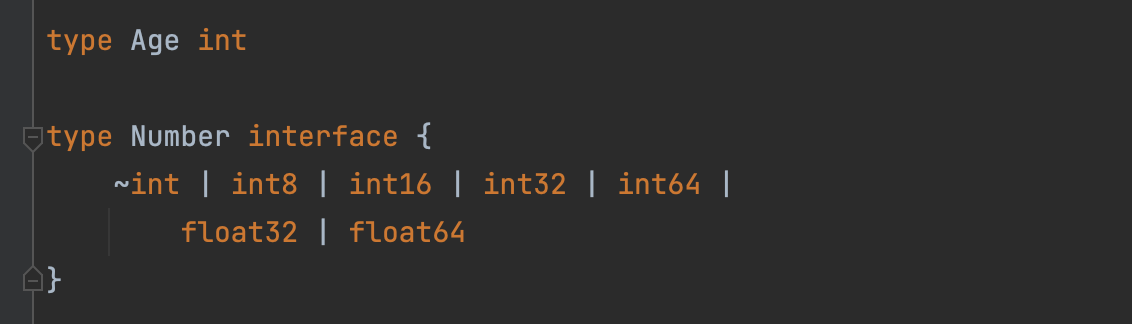 type Age int
type Number interface {
    ~int | int8 | int16 | int32 | int64 |
        float32 | float64
}